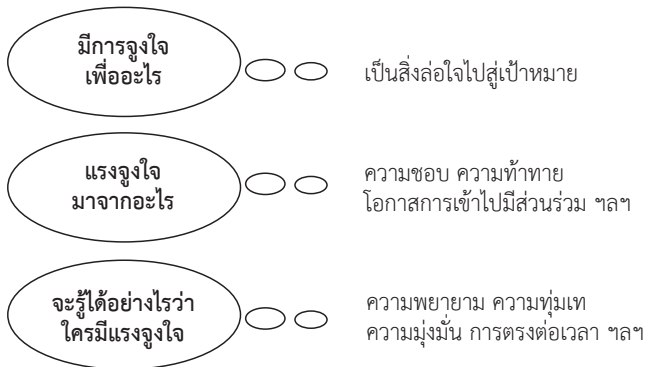 มีการจูงใจ
เพื่ออะไร
เป็นสิ่งล่อใจไปสู่เป้าหมาย
แรงจูงใจ
มาจากอะไร
ความชอบ ความท้าทาย
โอกาสการเข้าไปมีส่วนร่วม ฯลฯ
จะรู้ได้อย่างไรว่า
ใครมีแรงจูงใจ
ความพยายาม ความทุ่มเท
ความมุ่งมั่น การตรงต่อเวลา ฯลฯ